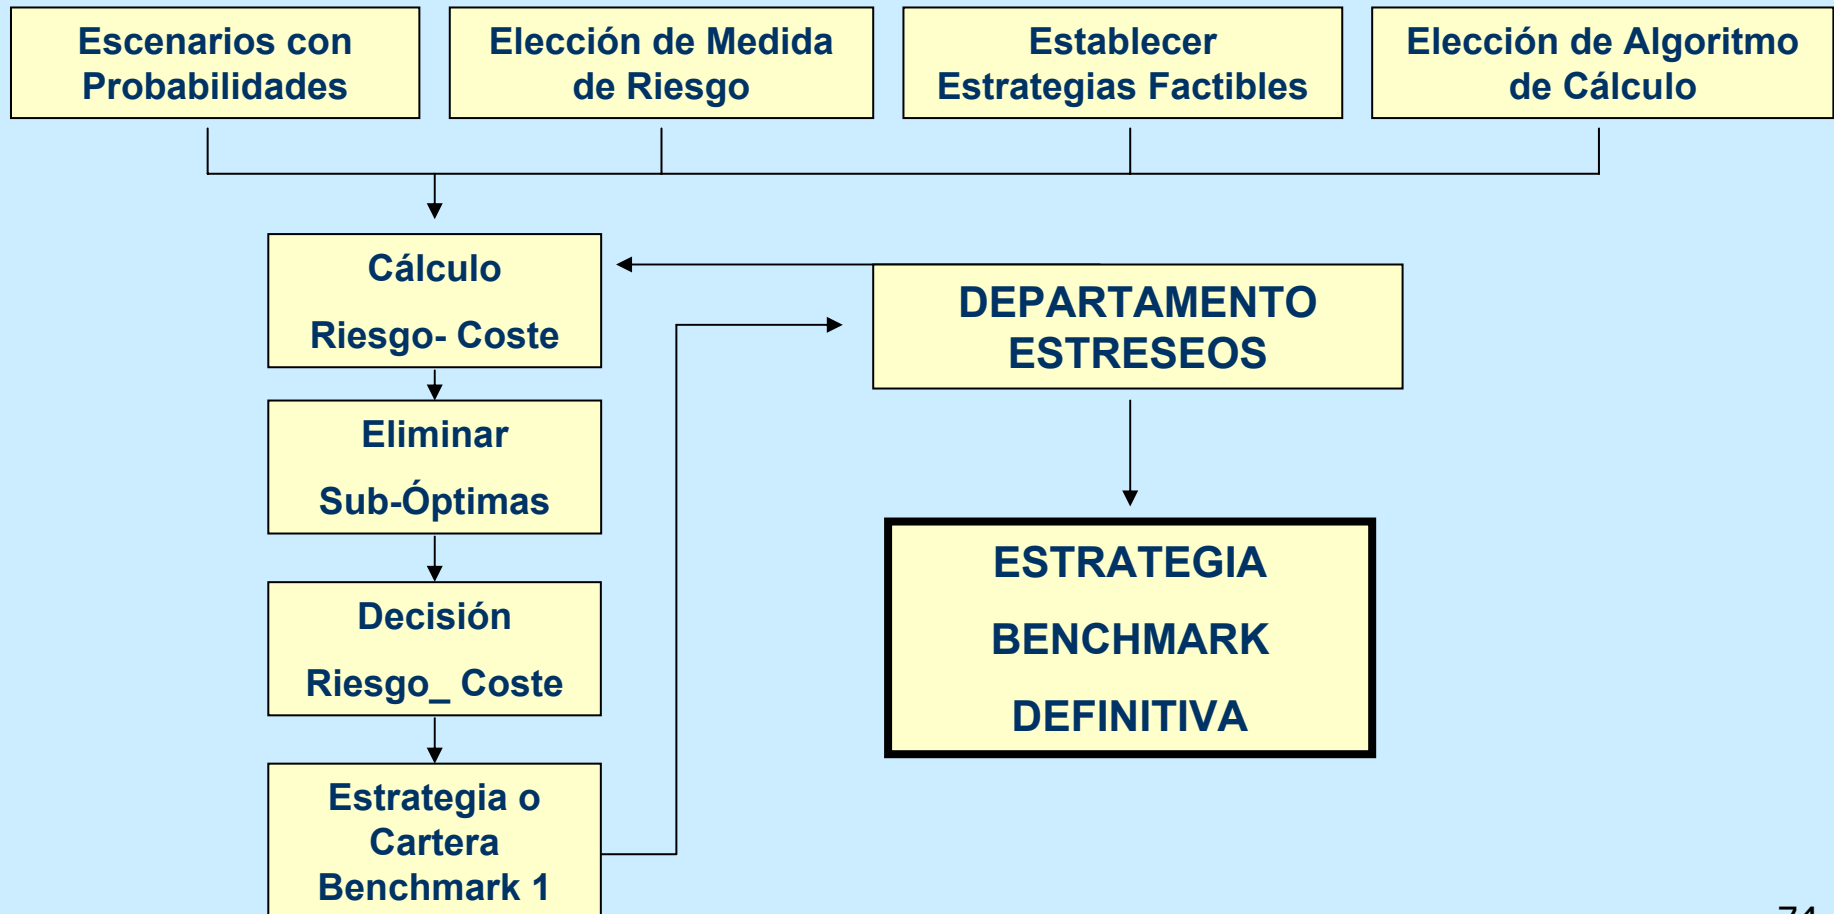 Escenarios con
Probabilidades
Elección de Medida
de Riesgo
Establecer
Estrategias Factibles
Elección de Algoritmo
de Cálculo
Cálculo
Riesgo- Coste
DEPARTAMENTO
ESTRESEOS
Eliminar
Sub-Óptimas
ESTRATEGIA
BENCHMARK
DEFINITIVA
Decisión
Riesgo_ Coste
Estrategia o
Cartera
Benchmark 1